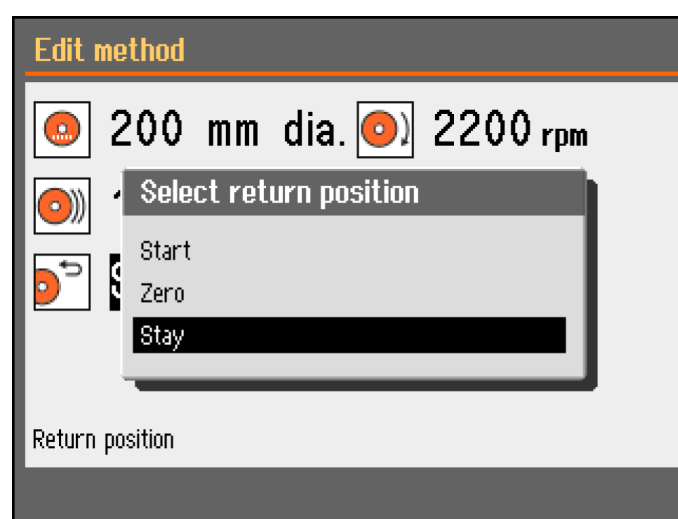 Edit method
200 mm dia. 2200 rpm
Select return position
Start
Zero
Stay
Return position